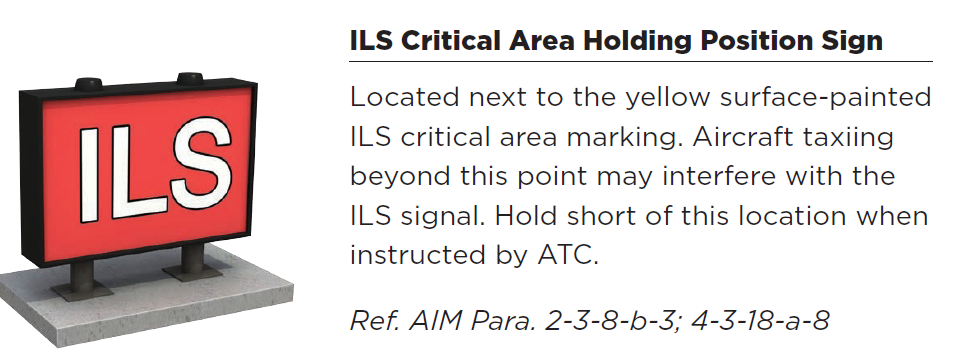 ILS
ILS Critical Area Holding Position Sign
Located next to the yellow surface-painted
ILS critical area marking. Aircraft taxiing
beyond this point may interfere with the
ILS signal. Hold short of this location when
instructed by ATC.
Ref. AIM Para. 2-3-8-b-3; 4-3-18-a-8